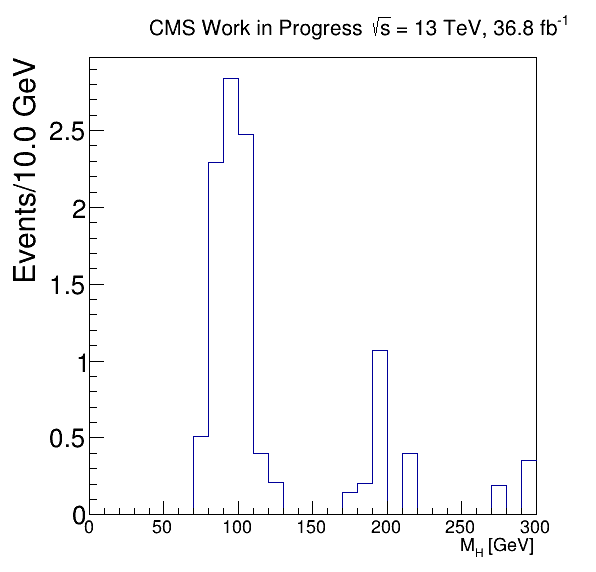 CMS Work in Progress √s = 13 TeV, 36.8 fb⁻¹
Events/10.0 GeV
2.5
2
1.5
1
0.5
0
0 50 100 150 200 250 300
M_H [GeV]